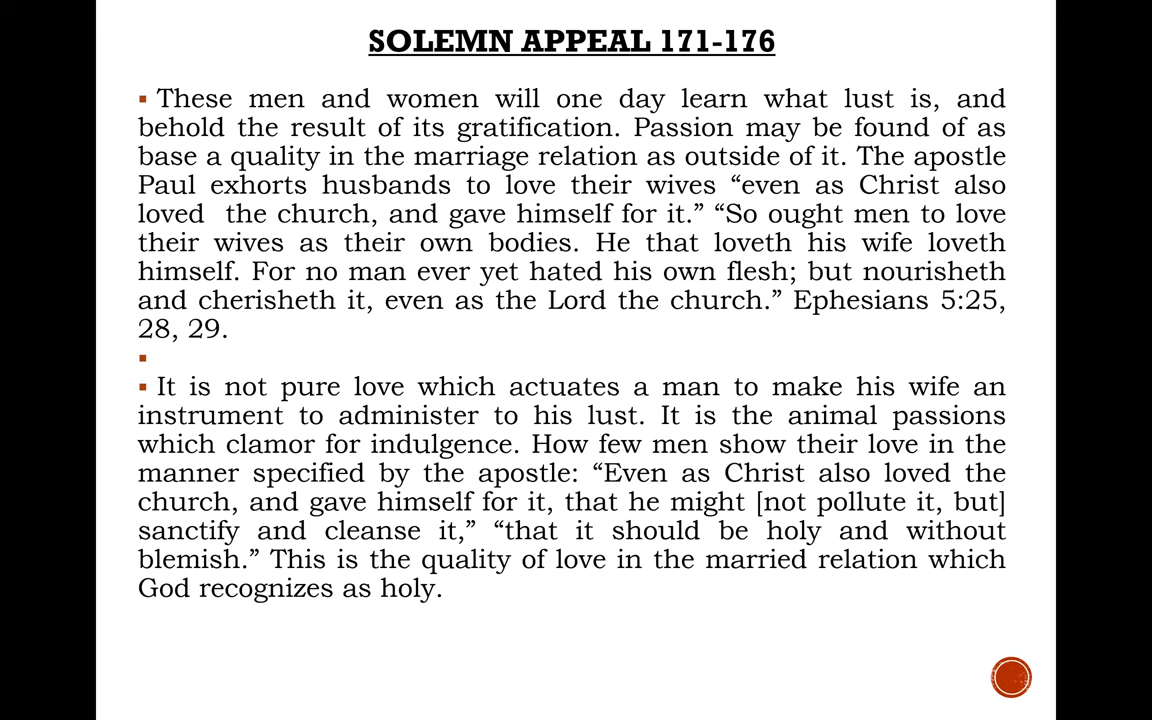 SOLEMN APPEAL 171-176
▪ These men and women will one day learn what lust is, and
behold the result of its gratification. Passion may be found of as
base a quality in the marriage relation as outside of it. The apostle
Paul exhorts husbands to love their wives “even as Christ also
loved the church, and gave himself for it.” “So ought men to love
their wives as their own bodies. He that loveth his wife loveth
himself. For no man ever yet hated his own flesh; but nourisheth
and cherisheth it, even as the Lord the church.” Ephesians 5:25,
28, 29.
▪
▪ It is not pure love which actuates a man to make his wife an
instrument to administer to his lust. It is the animal passions
which clamor for indulgence. How few men show their love in the
manner specified by the apostle: “Even as Christ also loved the
church, and gave himself for it, that he might [not pollute it, but]
sanctify and cleanse it,” “that it should be holy and without
blemish.” This is the quality of love in the married relation which
God recognizes as holy.